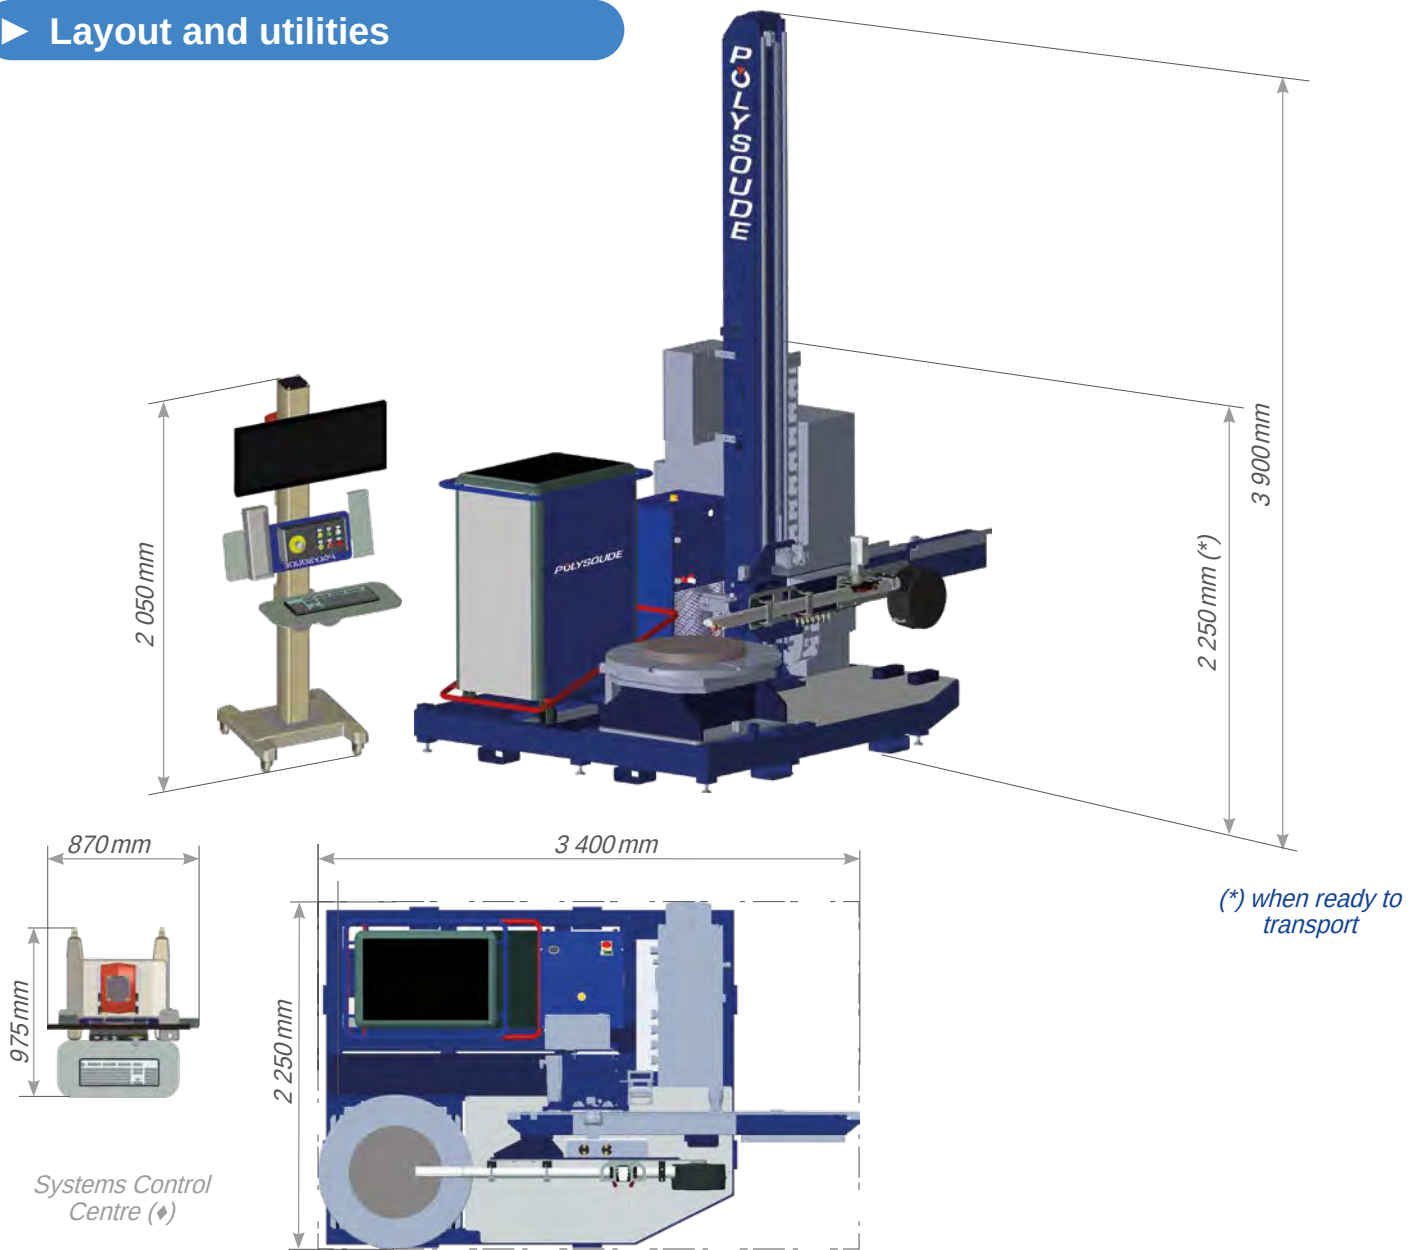 ► Layout and utilities
POLYSOUDE
3 900 mm
2 250 mm (*)
2 050 mm
POLYSOUDE
POLYSOUDE
870 mm
3 400 mm
(*) when ready to
transport
975 mm
2 250 mm
Systems Control
Centre (♦)